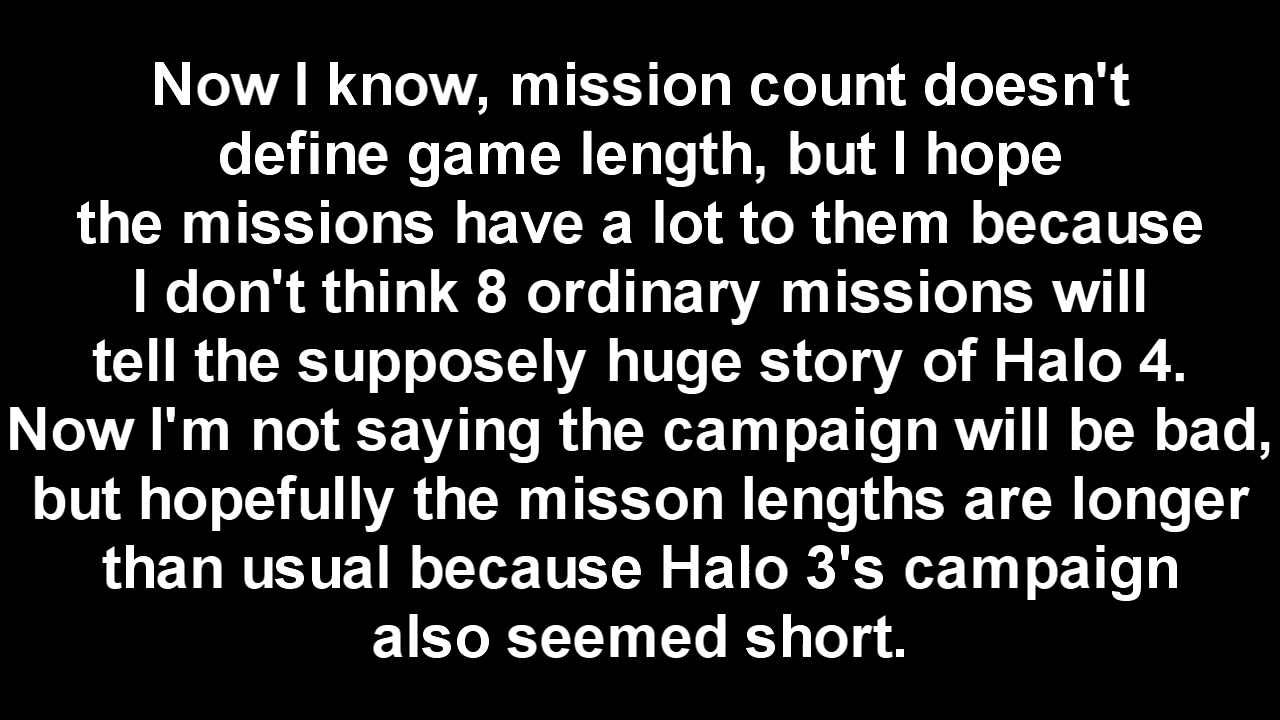 Now I know, mission count doesn't
define game length, but I hope
the missions have a lot to them because
I don't think 8 ordinary missions will
tell the supposely huge story of Halo 4.
Now I'm not saying the campaign will be bad,
but hopefully the misson lengths are longer
than usual because Halo 3's campaign
also seemed short.